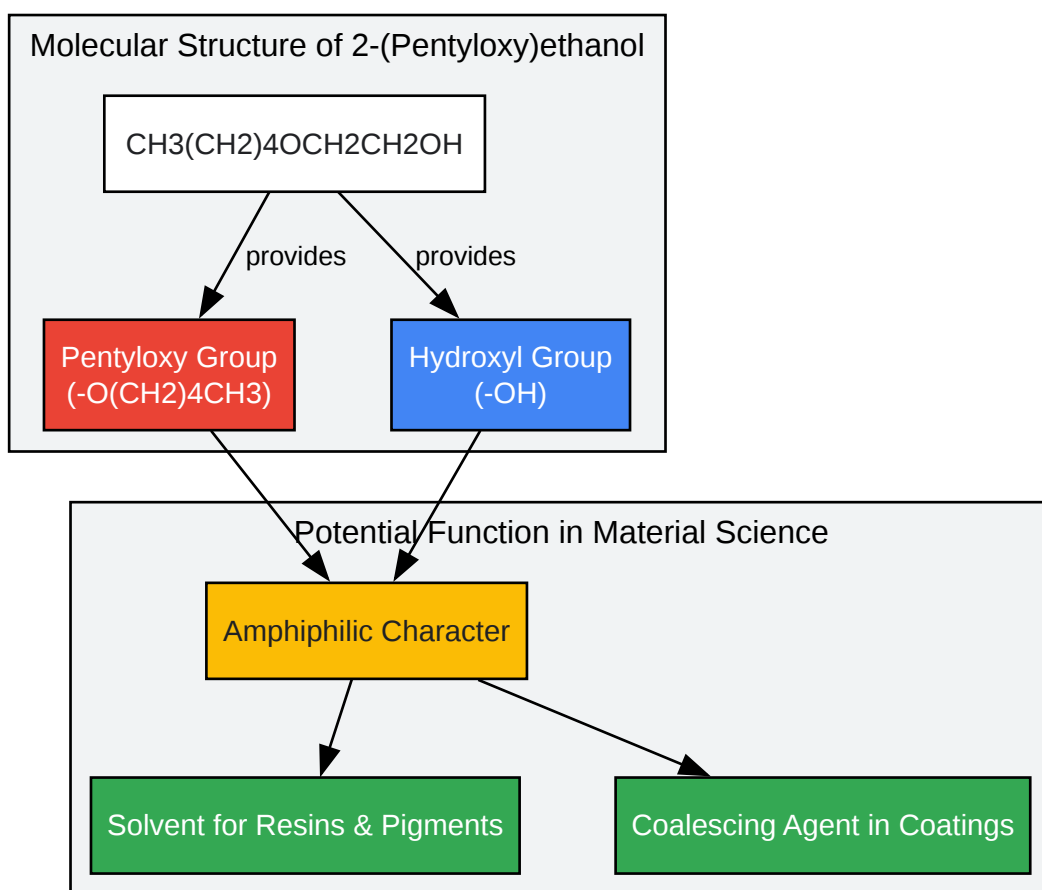 Molecular Structure of 2-(Pentyloxy)ethanol
CH3(CH2)4OCH2CH2OH
provides
provides
Pentyloxy Group
(-O(CH2)4CH3)
Hydroxyl Group
(-OH)
Potential Function in Material Science
Amphiphilic Character
Solvent for Resins & Pigments
Coalescing Agent in Coatings